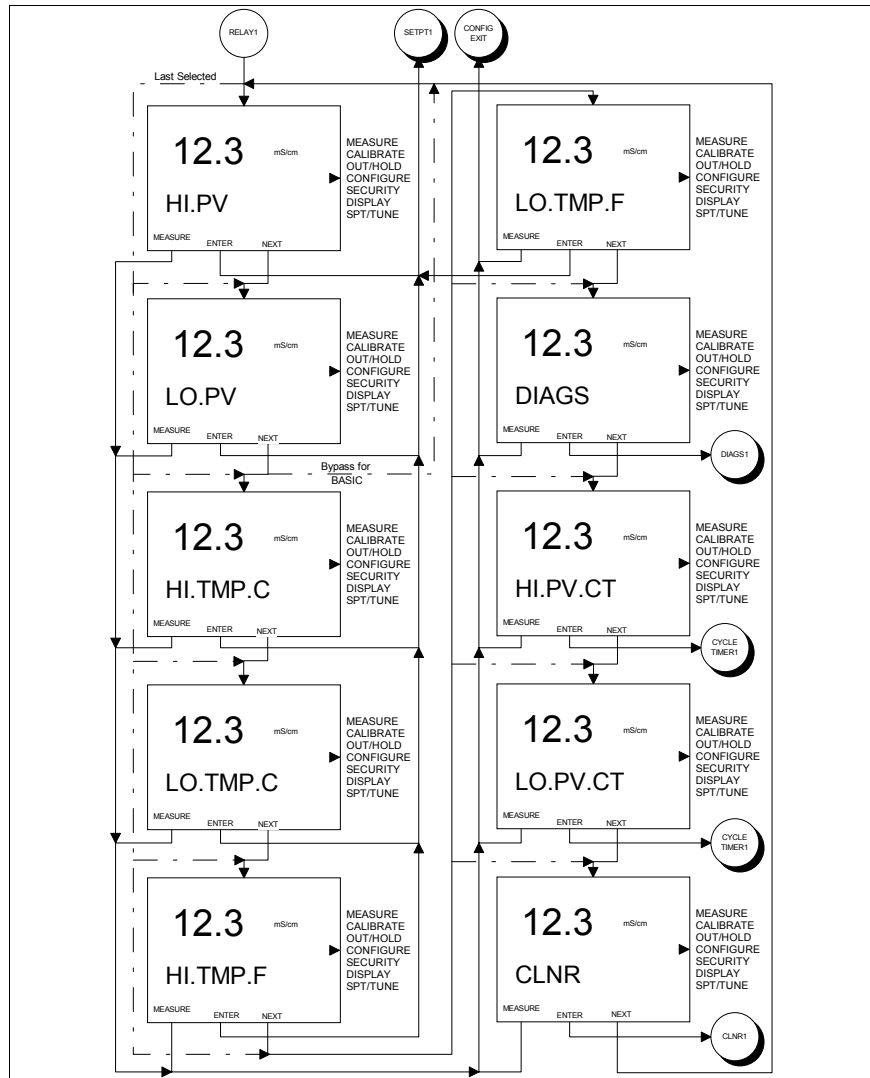 RELAY1
SETPT1
CONFIG
EXIT
Last Selected
12.3 mS/cm
HI.PV
MEASURE ENTER NEXT
MEASURE
CALIBRATE
OUT/HOLD
CONFIGURE
SECURITY
DISPLAY
SPT/TUNE
12.3 mS/cm
LO.PV
MEASURE ENTER NEXT
MEASURE
CALIBRATE
OUT/HOLD
CONFIGURE
SECURITY
DISPLAY
SPT/TUNE
Bypass for
BASIC
12.3 mS/cm
HI.TMP.C
MEASURE ENTER NEXT
MEASURE
CALIBRATE
OUT/HOLD
CONFIGURE
SECURITY
DISPLAY
SPT/TUNE
12.3 mS/cm
LO.TMP.C
MEASURE ENTER NEXT
MEASURE
CALIBRATE
OUT/HOLD
CONFIGURE
SECURITY
DISPLAY
SPT/TUNE
12.3 mS/cm
HI.TMP.F
MEASURE ENTER NEXT
MEASURE
CALIBRATE
OUT/HOLD
CONFIGURE
SECURITY
DISPLAY
SPT/TUNE
12.3 mS/cm
LO.TMP.F
MEASURE ENTER NEXT
MEASURE
CALIBRATE
OUT/HOLD
CONFIGURE
SECURITY
DISPLAY
SPT/TUNE
12.3 mS/cm
DIAGS
MEASURE ENTER NEXT
MEASURE
CALIBRATE
OUT/HOLD
CONFIGURE
SECURITY
DISPLAY
SPT/TUNE
DIAGS1
12.3 mS/cm
HI.PV.CT
MEASURE ENTER NEXT
MEASURE
CALIBRATE
OUT/HOLD
CONFIGURE
SECURITY
DISPLAY
SPT/TUNE
CYCLE
TIMER1
12.3 mS/cm
LO.PV.CT
MEASURE ENTER NEXT
MEASURE
CALIBRATE
OUT/HOLD
CONFIGURE
SECURITY
DISPLAY
SPT/TUNE
CYCLE
TIMER1
12.3 mS/cm
CLNR
MEASURE ENTER NEXT
MEASURE
CALIBRATE
OUT/HOLD
CONFIGURE
SECURITY
DISPLAY
SPT/TUNE
CLNR1